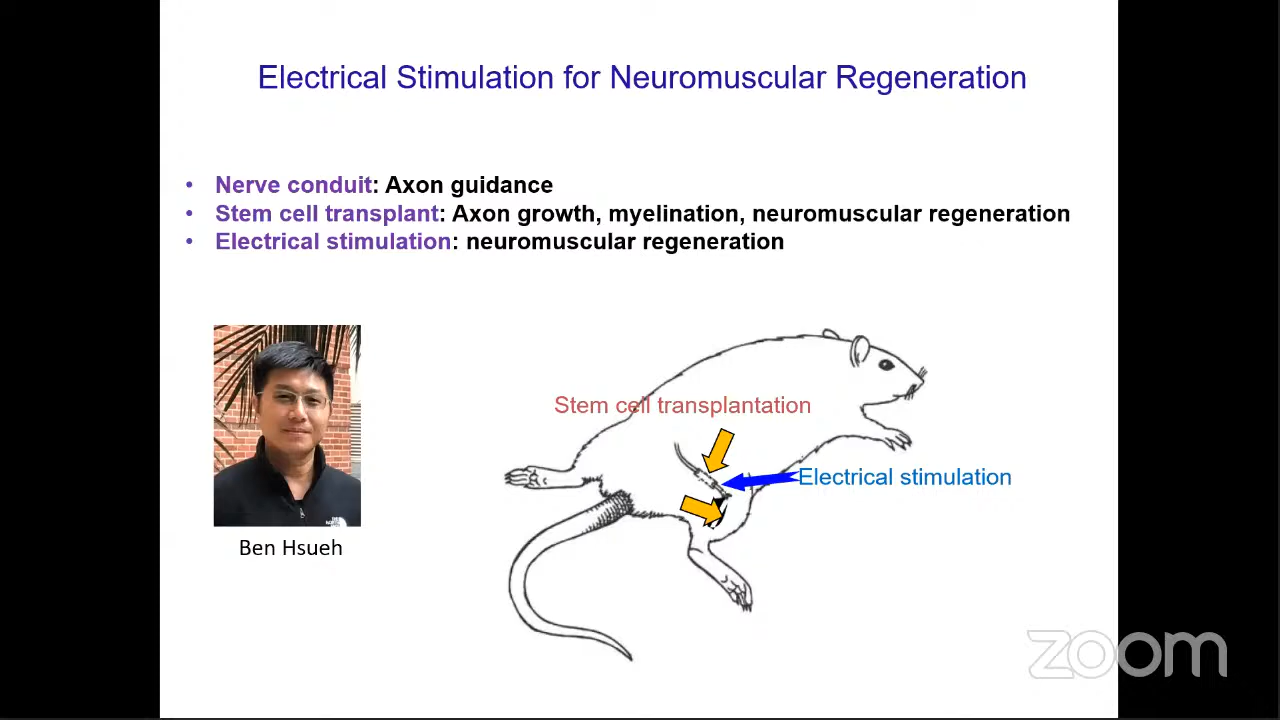 Electrical Stimulation for Neuromuscular Regeneration
• Nerve conduit: Axon guidance
• Stem cell transplant: Axon growth, myelination, neuromuscular regeneration
• Electrical stimulation: neuromuscular regeneration
Stem cell transplantation
Electrical stimulation
Ben Hsueh
zoom